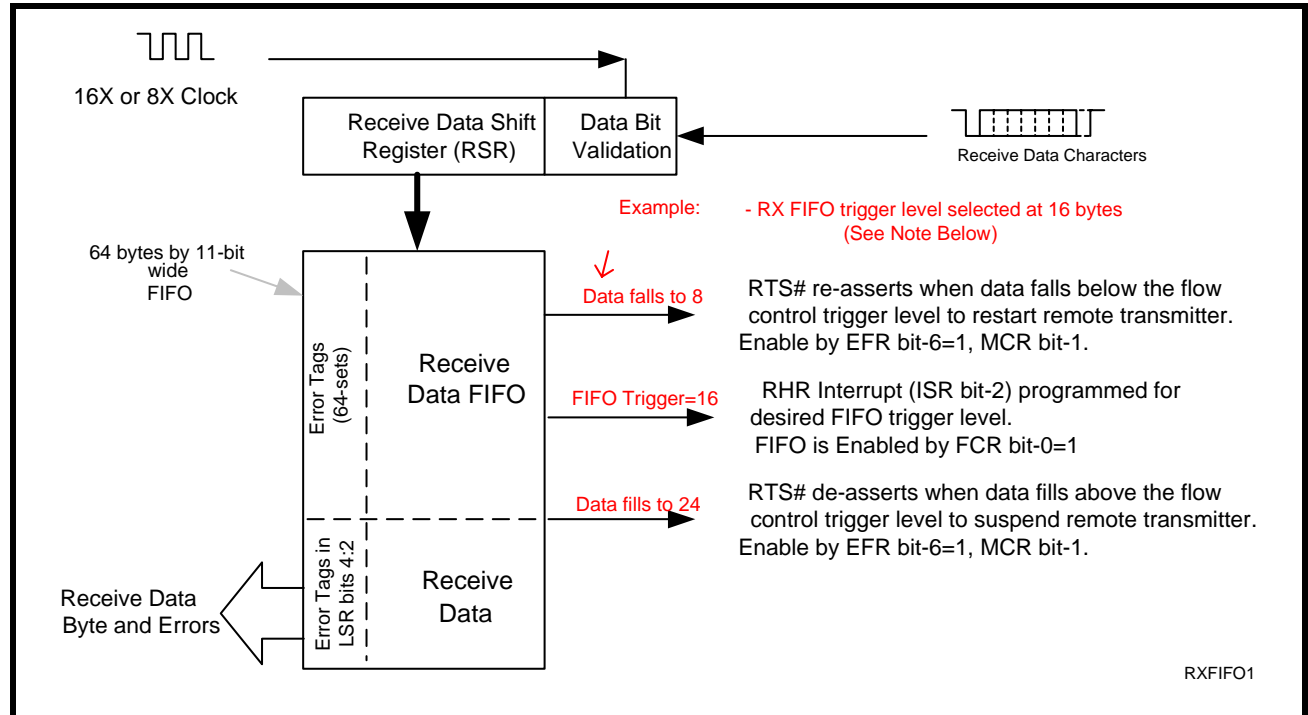 16X or 8X Clock
Receive Data Shift
Register (RSR)
Data Bit
Validation
Receive Data Characters
Example:
- RX FIFO trigger level selected at 16 bytes
(See Note Below)
64 bytes by 11-bit
wide
FIFO
Error Tags
(64-sets)
Receive
Data FIFO
Data falls to 8
RTS# re-asserts when data falls below the flow
control trigger level to restart remote transmitter.
Enable by EFR bit-6=1, MCR bit-1.
FIFO Trigger=16
RHR Interrupt (ISR bit-2) programmed for
desired FIFO trigger level.
FIFO is Enabled by FCR bit-0=1
Data fills to 24
RTS# de-asserts when data fills above the flow
control trigger level to suspend remote transmitter.
Enable by EFR bit-6=1, MCR bit-1.
Error Tags in
LSR bits 4:2
Receive
Data
Receive Data
Byte and Errors
RXFIFO1